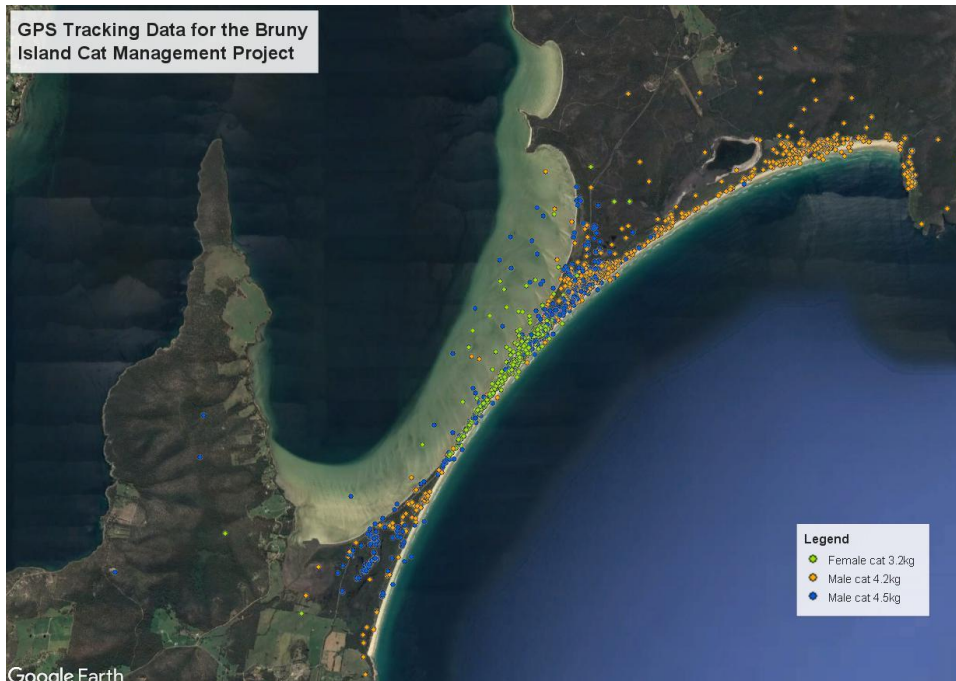 GPS Tracking Data for the Bruny
Island Cat Management Project
Legend
Female cat 3.2kg
Male cat 4.2kg
Male cat 4.5kg
Google Earth